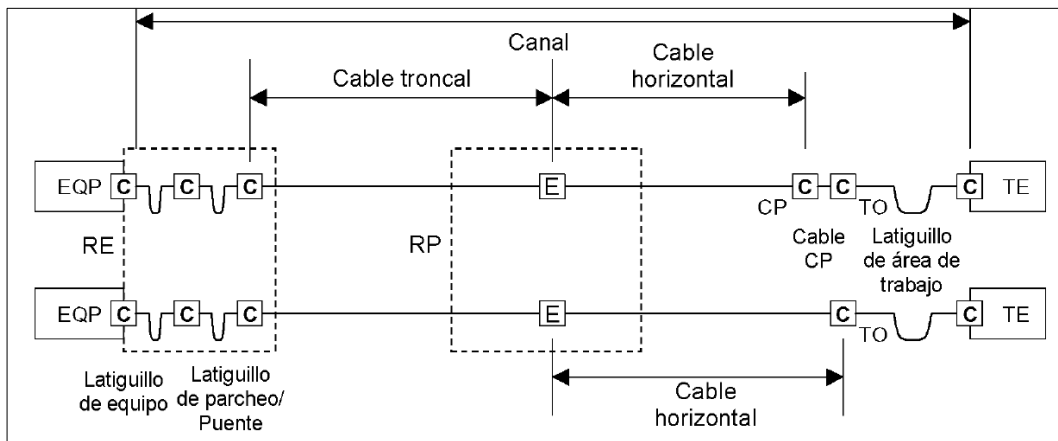 Canal
Cable troncal
Cable
horizontal
EQP
C
C
C
E
C
C
C
TE
CP
TO
RE
RP
Cable
CP
Latiguillo
de área de
trabajo
EQP
C
C
C
E
C
C
TE
TO
Latiguillo
de equipo
Latiguillo
de parcheo/
Puente
Cable
horizontal